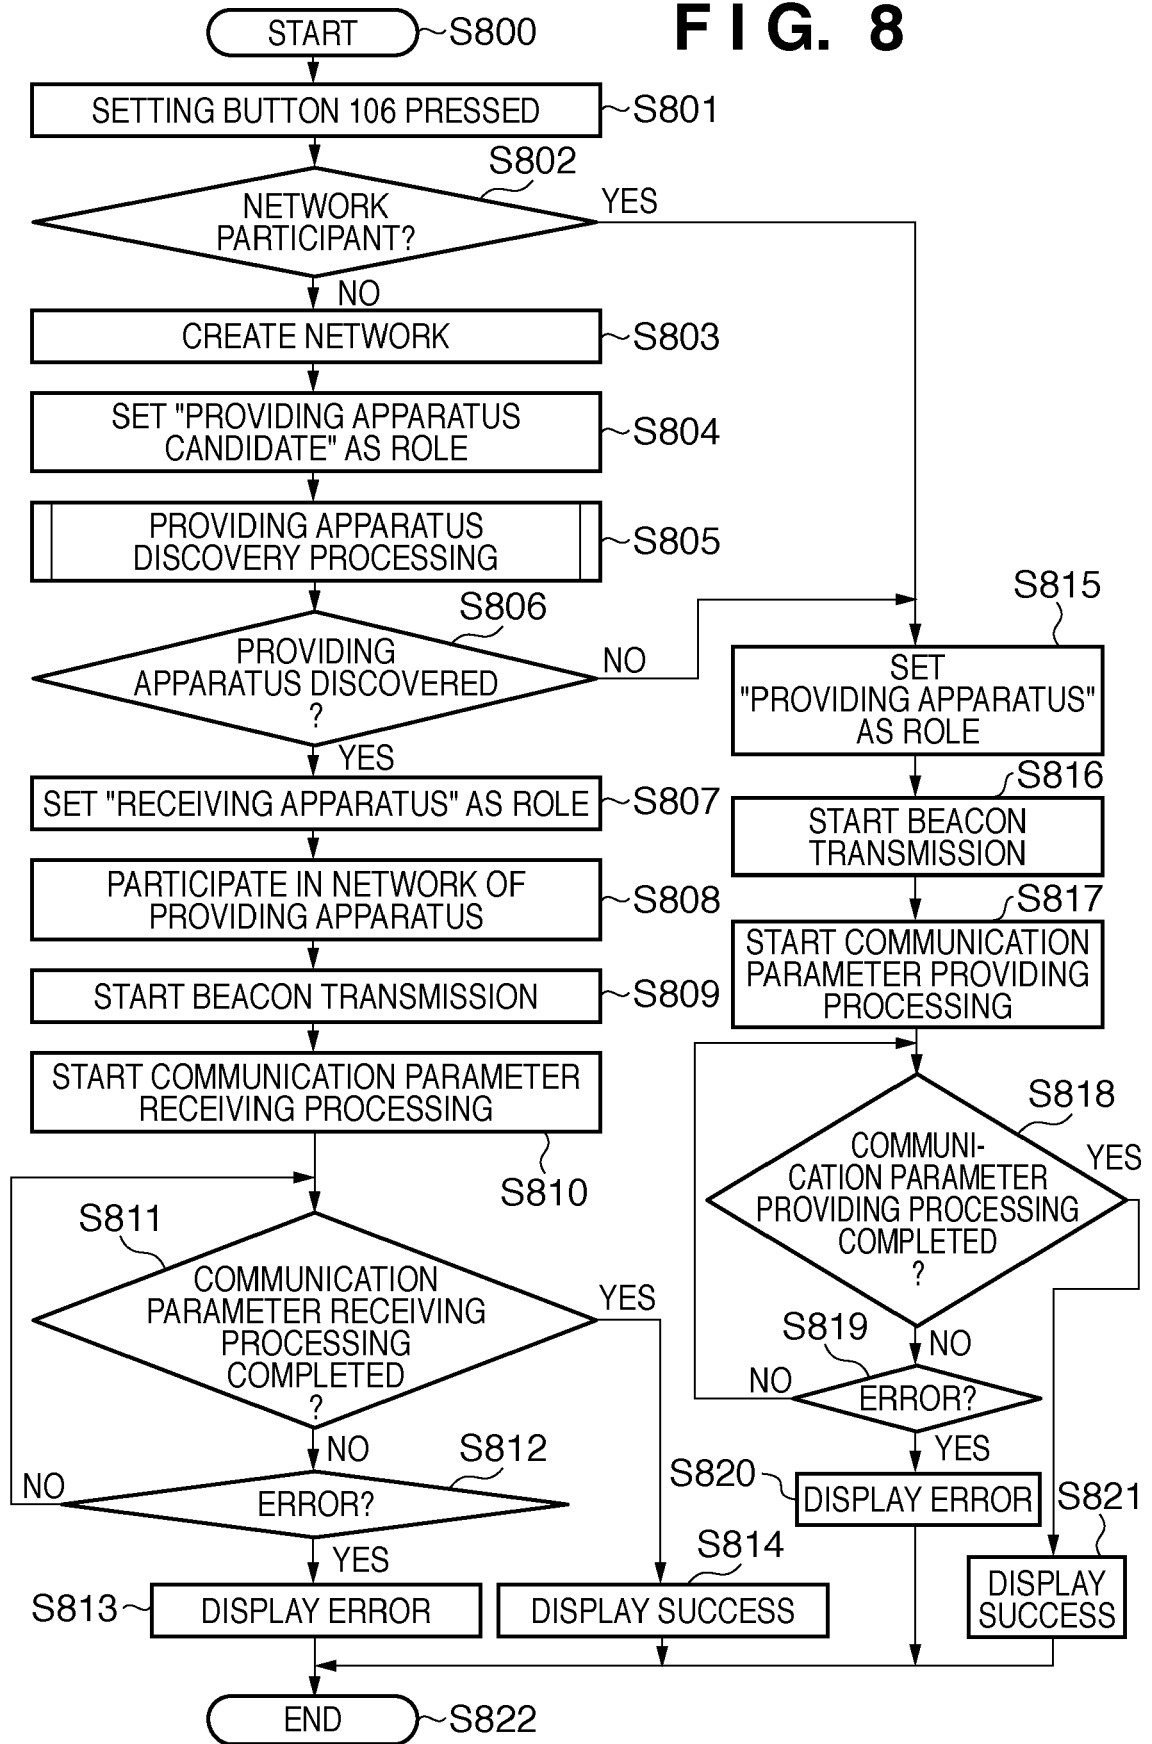 FIG. 8
START
S800
SETTING BUTTON 106 PRESSED
S801
S802
NETWORK
PARTICIPANT?
YES
NO
CREATE NETWORK
S803
SET "PROVIDING APPARATUS
CANDIDATE" AS ROLE
S804
PROVIDING APPARATUS
DISCOVERY PROCESSING
S805
S806
PROVIDING
APPARATUS DISCOVERED
?
NO
YES
SET "RECEIVING APPARATUS" AS ROLE
S807
PARTICIPATE IN NETWORK OF
PROVIDING APPARATUS
S808
START BEACON TRANSMISSION
S809
START COMMUNICATION PARAMETER
RECEIVING PROCESSING
S810
S811
COMMUNICATION
PARAMETER RECEIVING
PROCESSING
COMPLETED
?
YES
NO
S812
ERROR?
NO
YES
S813
DISPLAY ERROR
S814
DISPLAY SUCCESS
S815
SET
"PROVIDING APPARATUS"
AS ROLE
S816
START BEACON
TRANSMISSION
S817
START COMMUNICATION
PARAMETER PROVIDING
PROCESSING
S818
COMMUNI-
CATION PARAMETER
PROVIDING PROCESSING
COMPLETED
?
YES
NO
S819
ERROR?
NO
YES
S820
DISPLAY ERROR
S821
DISPLAY
SUCCESS
END
S822